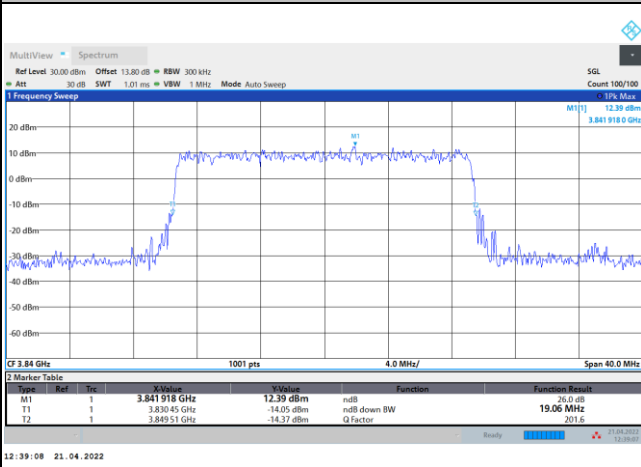 MultiView Spectrum
Ref Level 30.00 dBm Offset 13.80 dB RBW 300 kHz SGL
Att 30 dB SWT 1.01 ms VBW 1 MHz Mode Auto Sweep Count 100/100
1 Frequency Sweep 1Pk Max
M1[1] 12.39 dBm
3.841 918 0 GHz
20 dBm
M1
10 dBm
0 dBm
T1
-10 dBm
T2
-20 dBm
-30 dBm
-40 dBm
-50 dBm
-60 dBm
CF 3.84 GHz 1001 pts 4.0 MHz/ Span 40.0 MHz
2 Marker Table
Type Ref Trc X-Value Y-Value Function Function Result
M1 1 3.841 918 GHz 12.39 dBm ndB 26.0 dB
T1 1 3.830 45 GHz -14.05 dBm ndB down BW 19.06 MHz
T2 1 3.849 51 GHz -14.37 dBm Q Factor 201.6
Ready 21.04.2022
12:39:07
12:39:08 21.04.2022